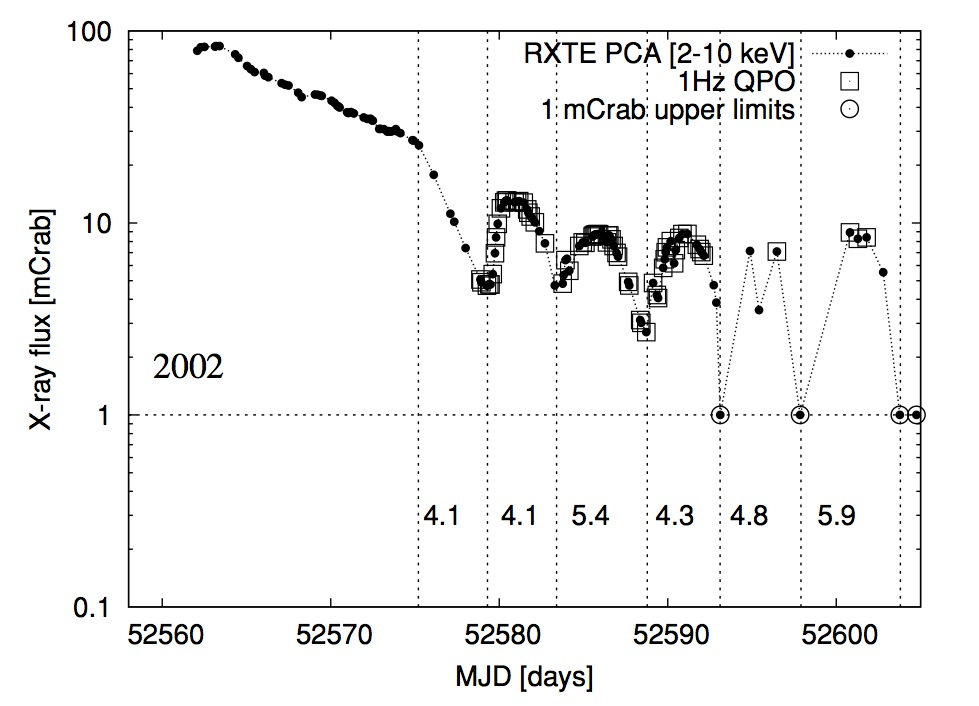 100
RXTE PCA [2-10 keV]
1Hz QPO
1 mCrab upper limits
10
X-ray flux [mCrab]
2002
1
4.1 4.1 5.4 4.3 4.8 5.9
0.1
52560 52570 52580 52590 52600
MJD [days]